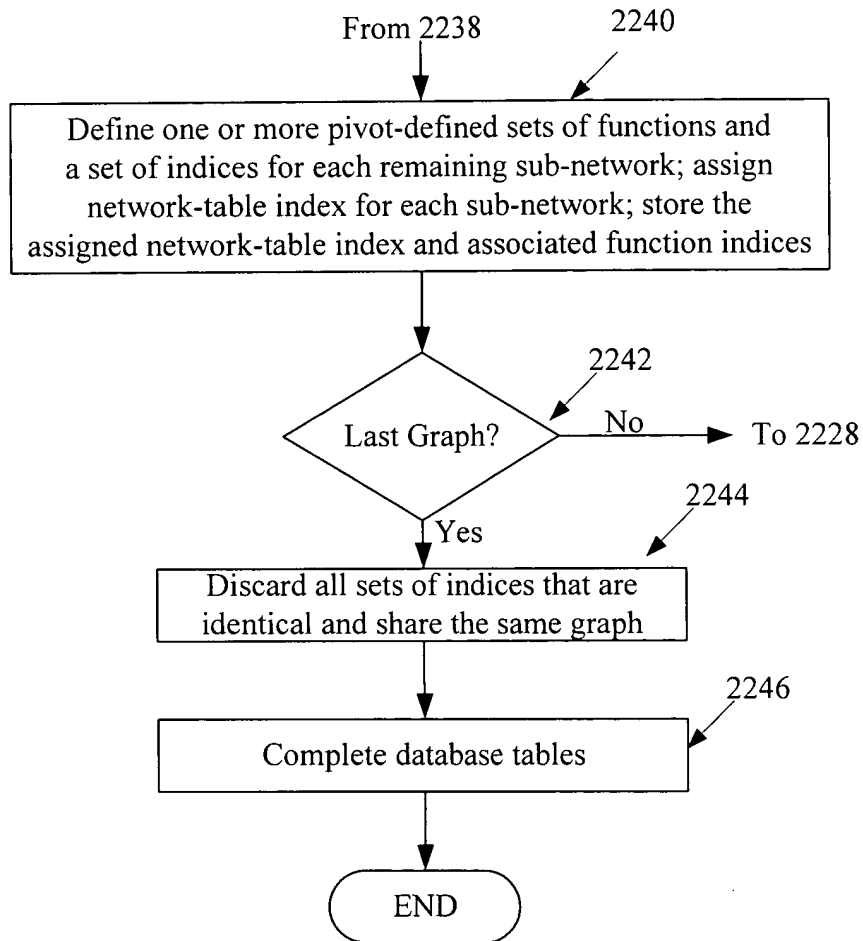 From 2238
2240
Define one or more pivot-defined sets of functions and
a set of indices for each remaining sub-network; assign
network-table index for each sub-network; store the
assigned network-table index and associated function indices
2242
Last Graph?
No
To 2228
2244
Yes
Discard all sets of indices that are
identical and share the same graph
2246
Complete database tables
END